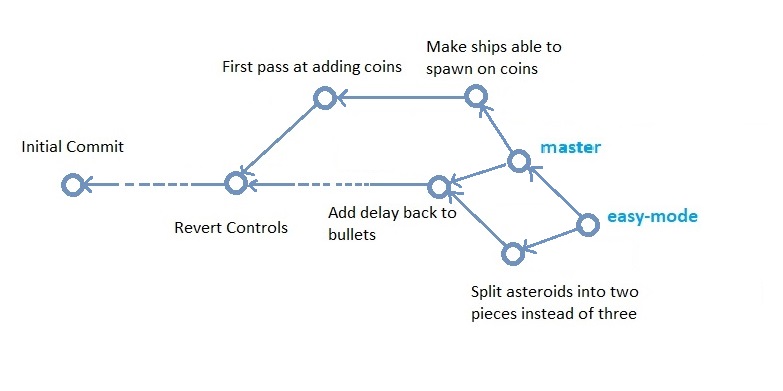 Make ships able to
spawn on coins
First pass at adding coins
Initial Commit
master
Revert Controls
Add delay back to
bullets
easy-mode
Split asteroids into two
pieces instead of three